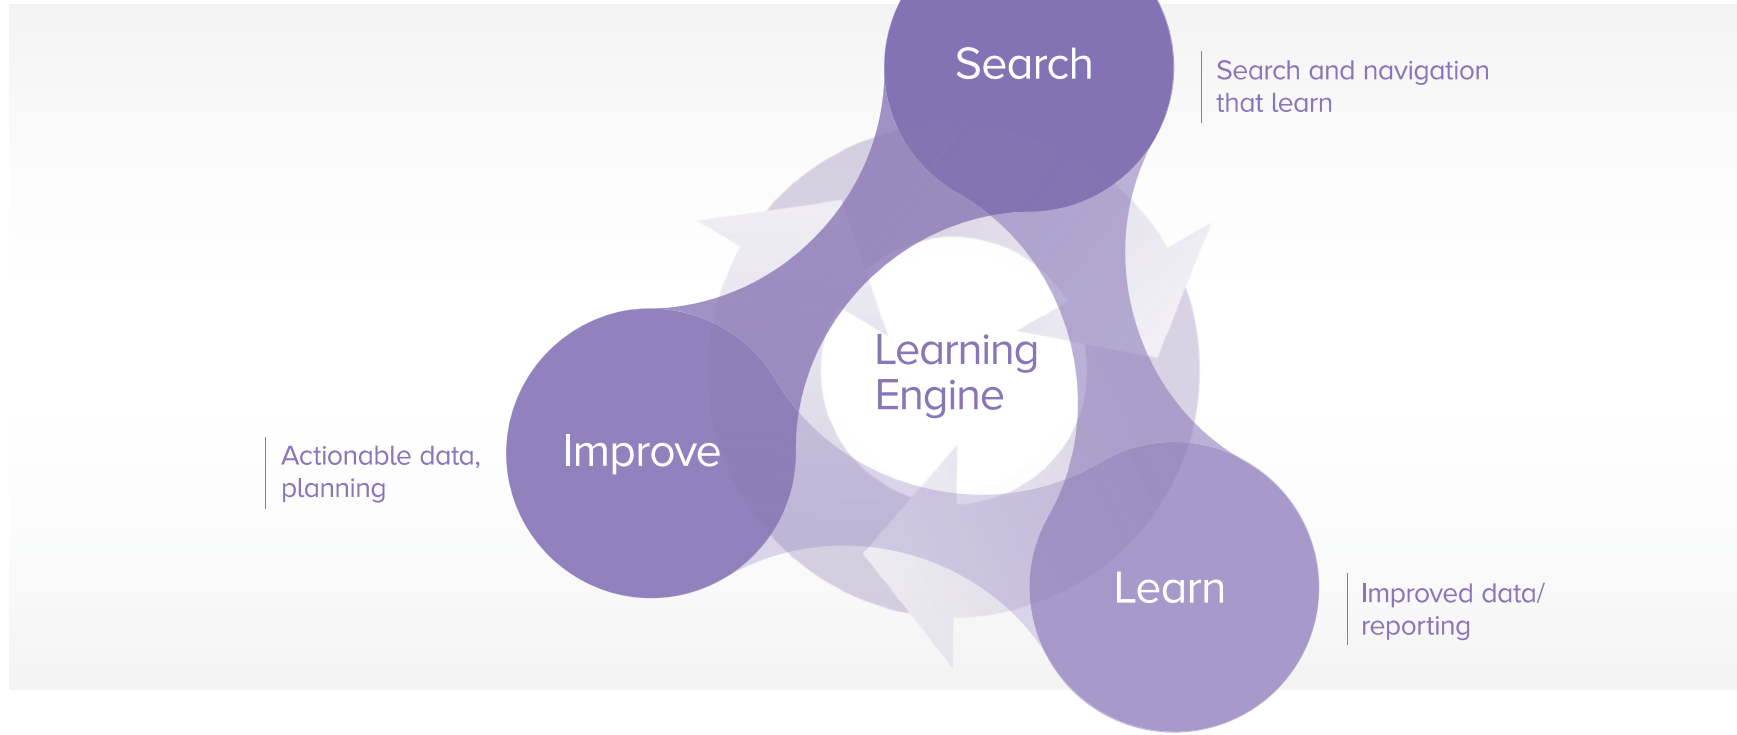 Search
Search and navigation
that learn
Learning
Engine
Improve
Actionable data,
planning
Learn
Improved data/
reporting